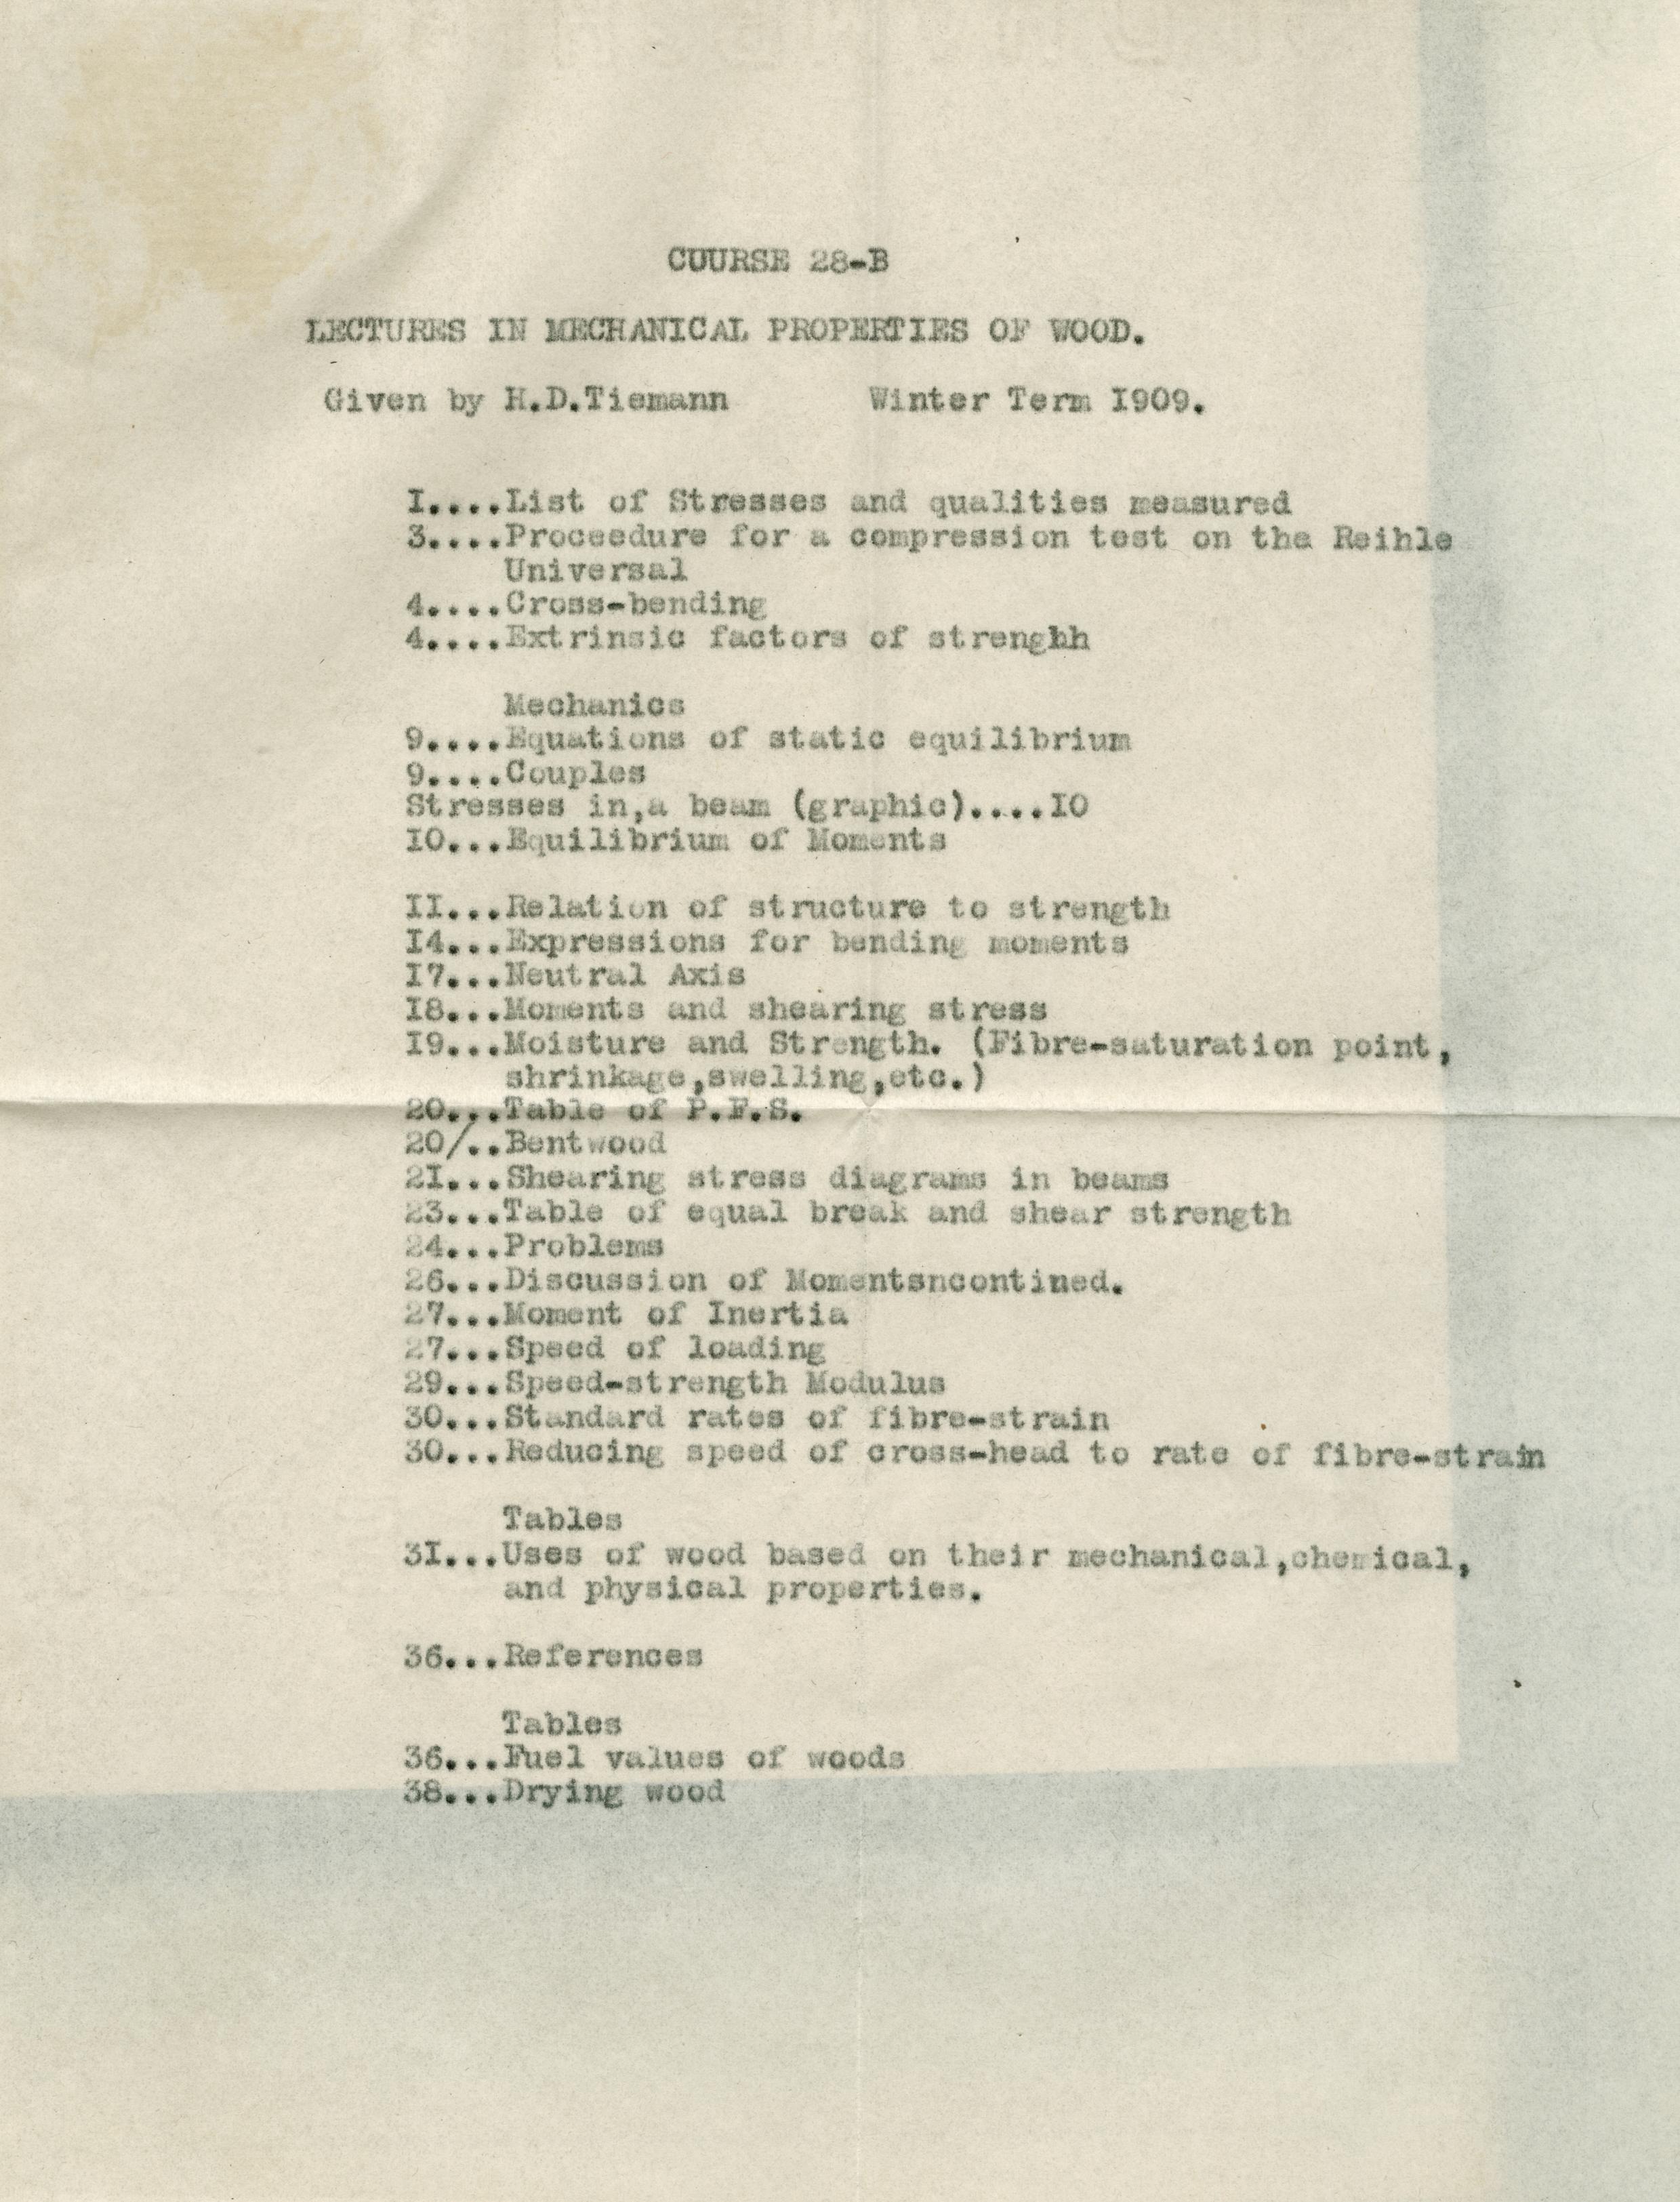 CUURSE 28-B
LECTURES IN MECHANICAL PROPERTIES OF WOOD.
Given by H.D.Tiemann Winter Term I909.
I....List of Stresses and qualities measured
3....Proceedure for a compression test on the Reihle
Universal
4....Cross-bending
4....Extrinsic factors of strenghh
Mechanics
9....Equations of static equilibrium
9....Couples
Stresses in,a beam (graphic)....IO
IO...Equilibrium of Moments
II...Relation of structure to strength
I4...Expressions for bending moments
I7...Neutral Axis
I8...Moments and shearing stress
I9...Moisture and Strength. (Fibre-saturation point,
shrinkage,swelling,etc.)
20...Table of P.F.S.
20/..Bentwood
2I...Shearing stress diagrams in beams
23...Table of equal break and shear strength
24...Problems
26...Discussion of Momentsncontined.
27...Moment of Inertia
27...Speed of loading
29...Speed-strength Modulus
30...Standard rates of fibre-strain
30...Reducing speed of cross-head to rate of fibre-strain
Tables
3I...Uses of wood based on their mechanical,chemical,
and physical properties.
36...References
Tables
36...Fuel values of woods
38...Drying wood